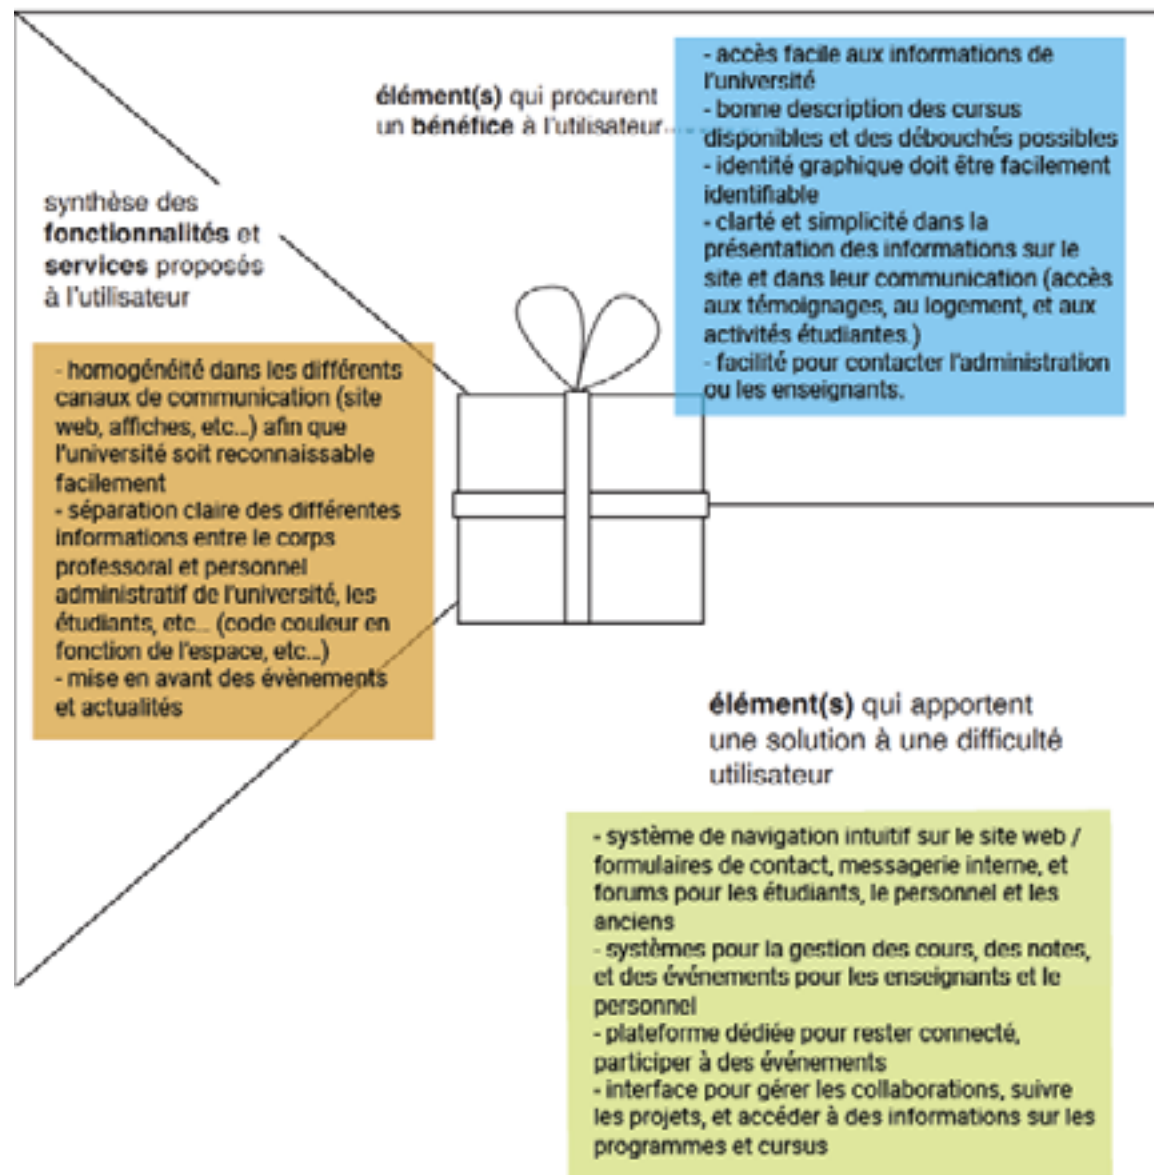 élément(s) qui procurent
un bénéfice à l'utilisateur
- accès facile aux informations de
l'université
- bonne description des cursus
disponibles et des débouchés possibles
- identité graphique doit être facilement
identifiable
- clarté et simplicité dans la
présentation des informations sur le
site et dans leur communication (accès
aux témoignages, au logement, et aux
activités étudiantes.)
- facilité pour contacter l'administration
ou les enseignants.
synthèse des
fonctionnalités et
services proposés
à l'utilisateur
- homogénéité dans les différents
canaux de communication (site
web, affiches, etc...) afin que
l'université soit reconnaissable
facilement
- séparation claire des différentes
informations entre le corps
professoral et personnel
administratif de l'université, les
étudiants, etc... (code couleur en
fonction de l'espace, etc...)
- mise en avant des évènements
et actualités
élément(s) qui apportent
une solution à une difficulté
utilisateur
- système de navigation intuitif sur le site web /
formulaires de contact, messagerie interne, et
forums pour les étudiants, le personnel et les
anciens
- systèmes pour la gestion des cours, des notes,
et des événements pour les enseignants et le
personnel
- plateforme dédiée pour rester connecté,
participer à des événements
- interface pour gérer les collaborations, suivre
les projets, et accéder à des informations sur les
programmes et cursus